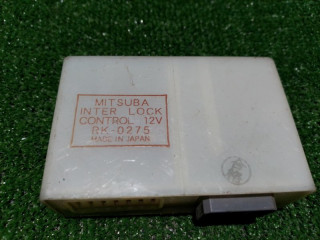 MITSUBA
INTER LOCK
CONTROL 12V
RK-0275
MADE IN JAPAN